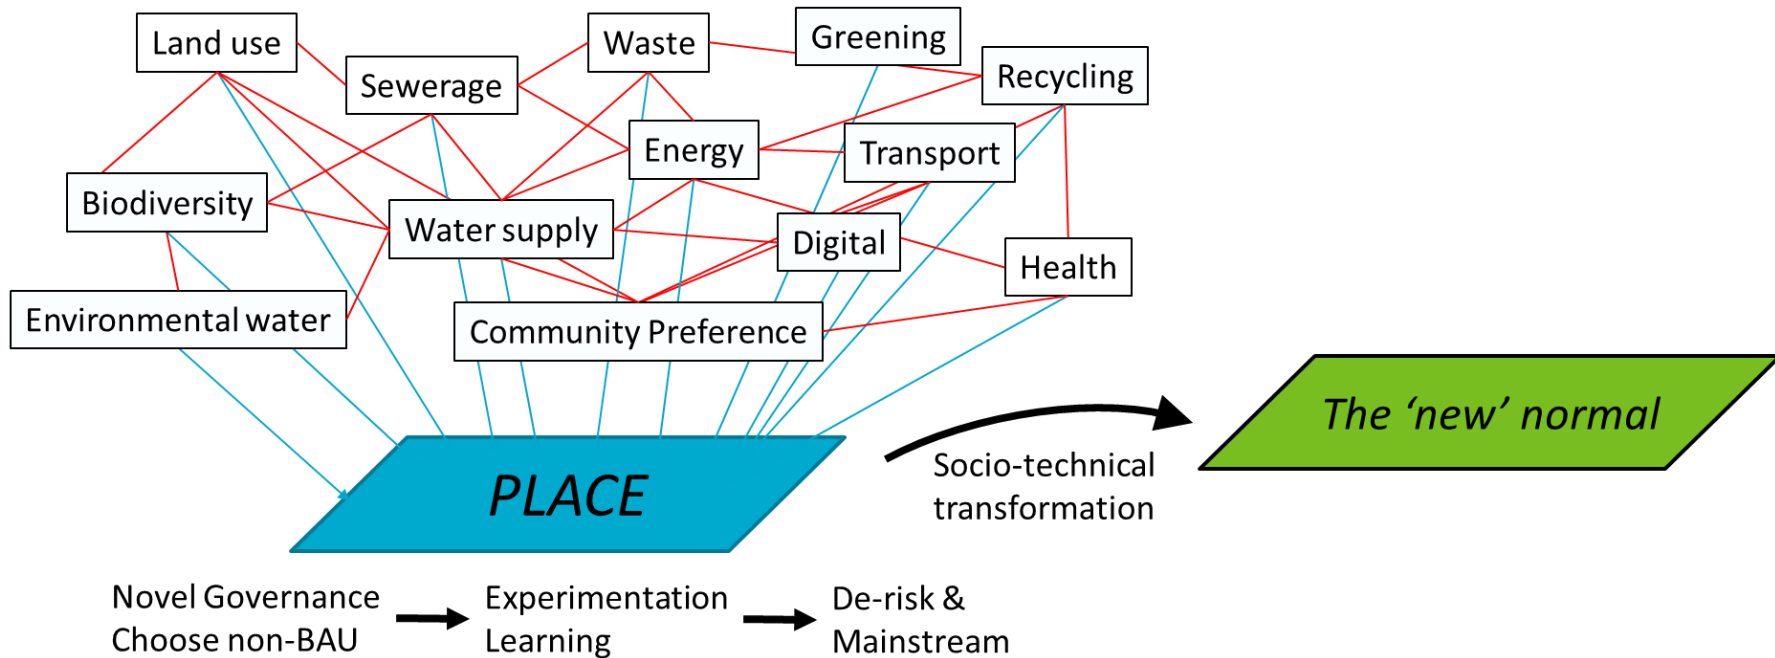 Land use
Sewerage
Waste
Greening
Recycling
Energy
Transport
Biodiversity
Water supply
Digital
Health
Environmental water
Community Preference
The ‘new’ normal
PLACE
Socio-technical
transformation
Novel Governance
Choose non-BAU
Experimentation
Learning
De-risk &
Mainstream